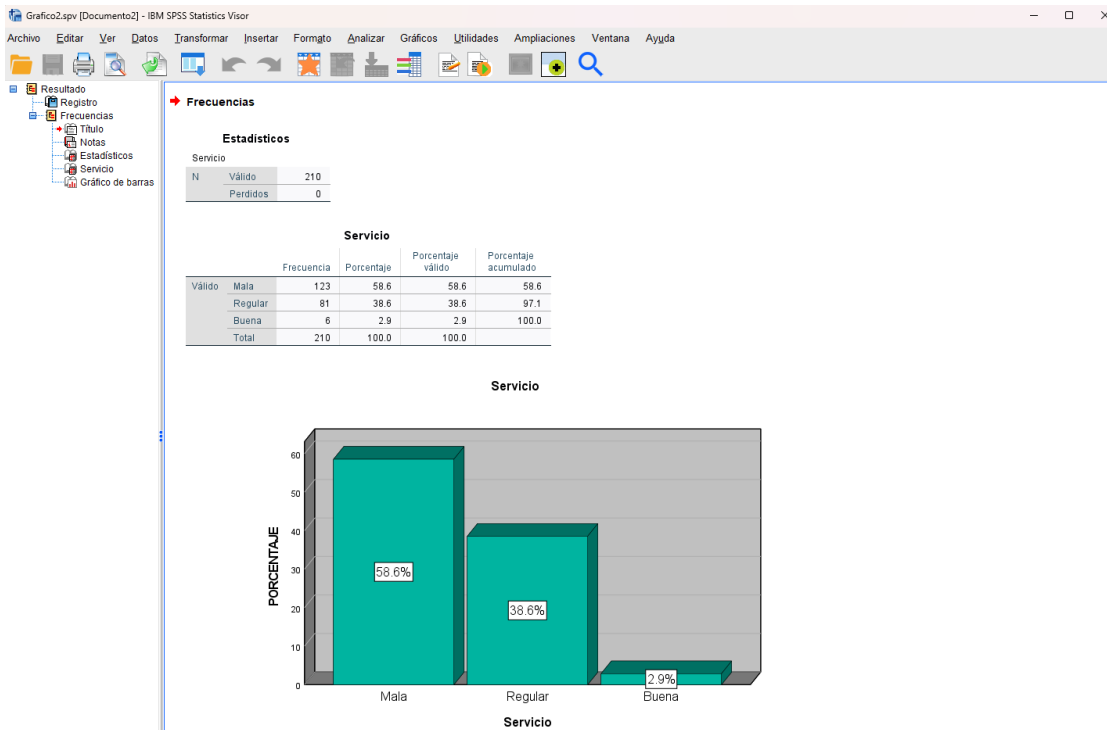 Grafico2.spv [Documento2] - IBM SPSS Statistics Visor
Archivo Editar Ver Datos Transformar Insertar Formato Analizar Gráficos Utilidades Ampliaciones Ventana Ayuda
Resultado
Registro
Frecuencias
Título
Notas
Estadísticos
Servicio
Gráfico de barras
Frecuencias
Estadísticos
Servicio
N Válido 210
Perdidos 0
Servicio
Frecuencia Porcentaje Porcentaje válido Porcentaje acumulado
Válido Mala 123 58.6 58.6 58.6
Regular 81 38.6 38.6 97.1
Buena 6 2.9 2.9 100.0
Total 210 100.0 100.0
Servicio
PORCENTAJE
60
50
40
30
20
10
0
58.6%
38.6%
2.9%
Mala Regular Buena
Servicio